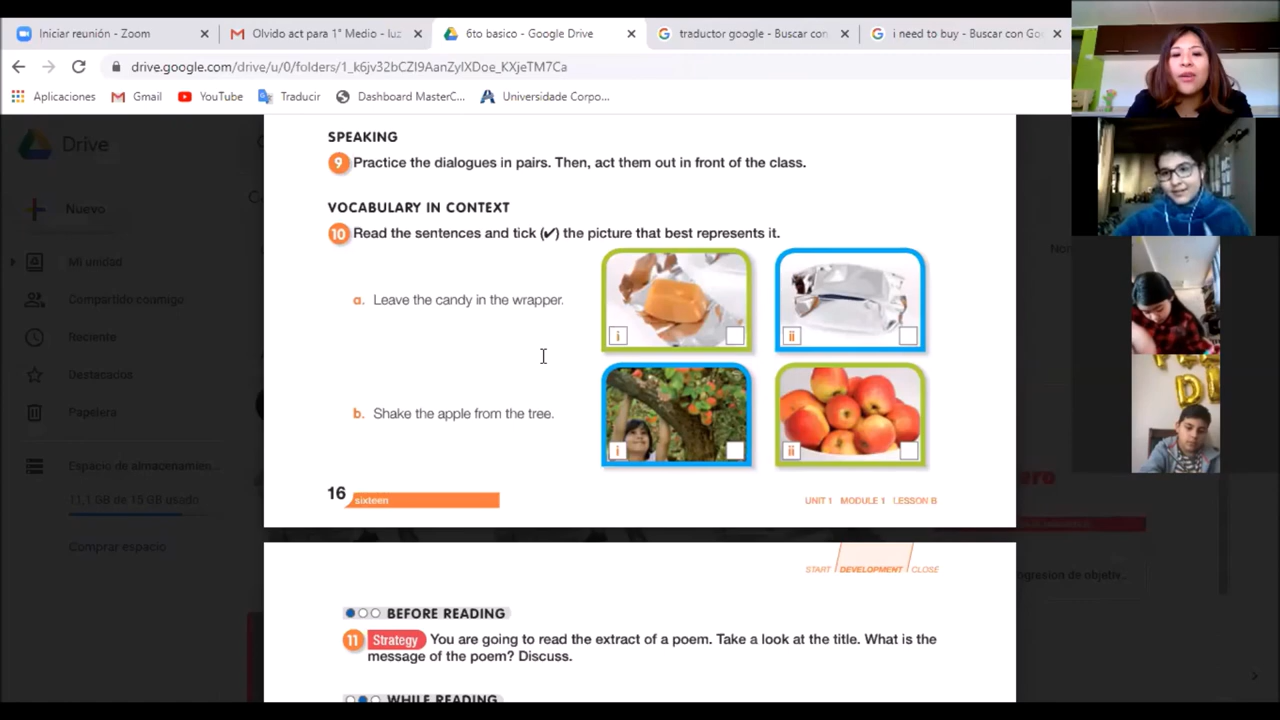 Iniciar reunión - Zoom
Olvido act para 1° Medio - luz
6to basico - Google Drive
traductor google - Buscar con
i need to buy - Buscar con Go
drive.google.com/drive/u/0/folders/1_k6jv32bCZI9AanZyIXDge_KXjeTM7Ca
Aplicaciones
Gmail
YouTube
Traducir
Dashboard MasterC...
Universidade Corpo...
Drive
Nuevo
Mi unidad
Compartido conmigo
Reciente
Destacados
Papelera
Espacio de almacenamien...
11.1 GB de 15 GB usado
Comprar espacio
SPEAKING
9 Practice the dialogues in pairs. Then, act them out in front of the class.
VOCABULARY IN CONTEXT
10 Read the sentences and tick (✔) the picture that best represents it.
a. Leave the candy in the wrapper.
i
ii
b. Shake the apple from the tree.
i
ii
16 sixteen
UNIT 1 MODULE 1 LESSON B
START DEVELOPMENT CLOSE
BEFORE READING
11 Strategy You are going to read the extract of a poem. Take a look at the title. What is the
message of the poem? Discuss.
WHILE READING